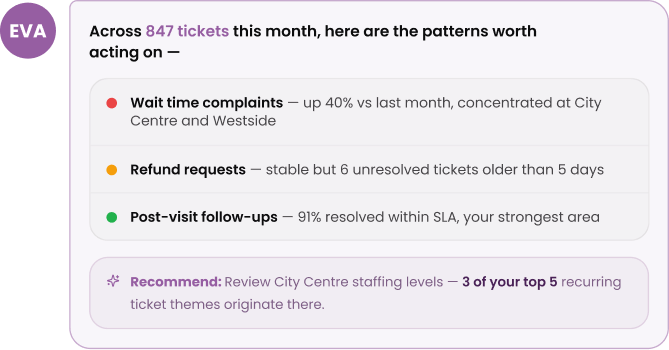 EVA
Across 847 tickets this month, here are the patterns worth
acting on —
Wait time complaints — up 40% vs last month, concentrated at City
Centre and Westside
Refund requests — stable but 6 unresolved tickets older than 5 days
Post-visit follow-ups — 91% resolved within SLA, your strongest area
Recommend: Review City Centre staffing levels — 3 of your top 5 recurring
ticket themes originate there.